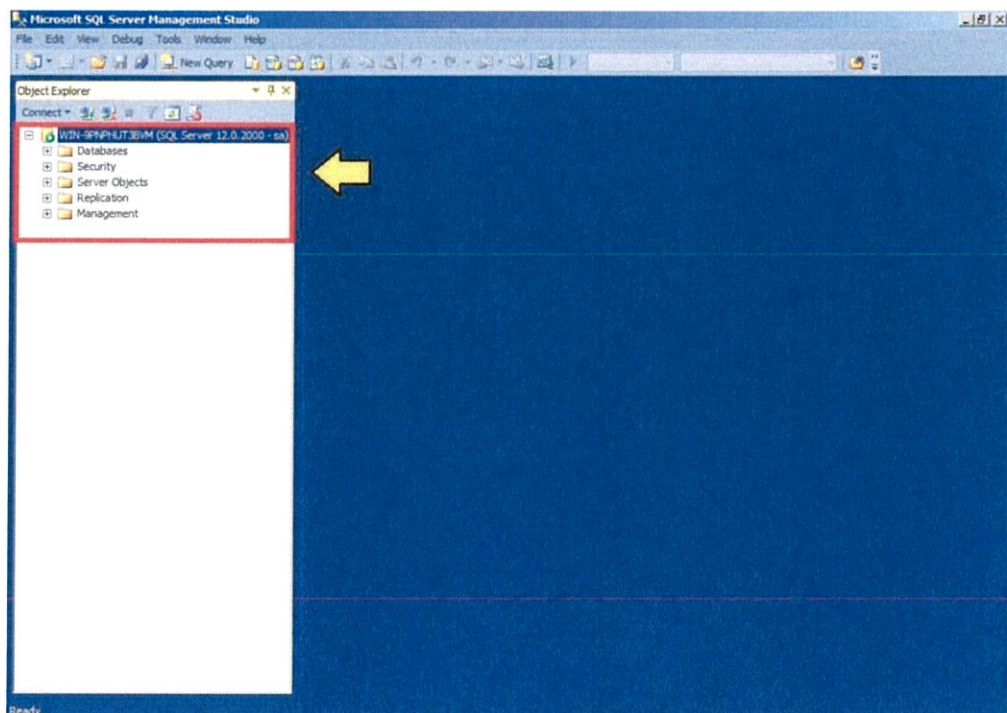 Microsoft SQL Server Management Studio
File Edit View Debug Tools Window Help
New Query
Object Explorer
Connect
WIN-9PNPHUT3BVM (SQL Server 12.0.2000 - sa)
Databases
Security
Server Objects
Replication
Management
Ready